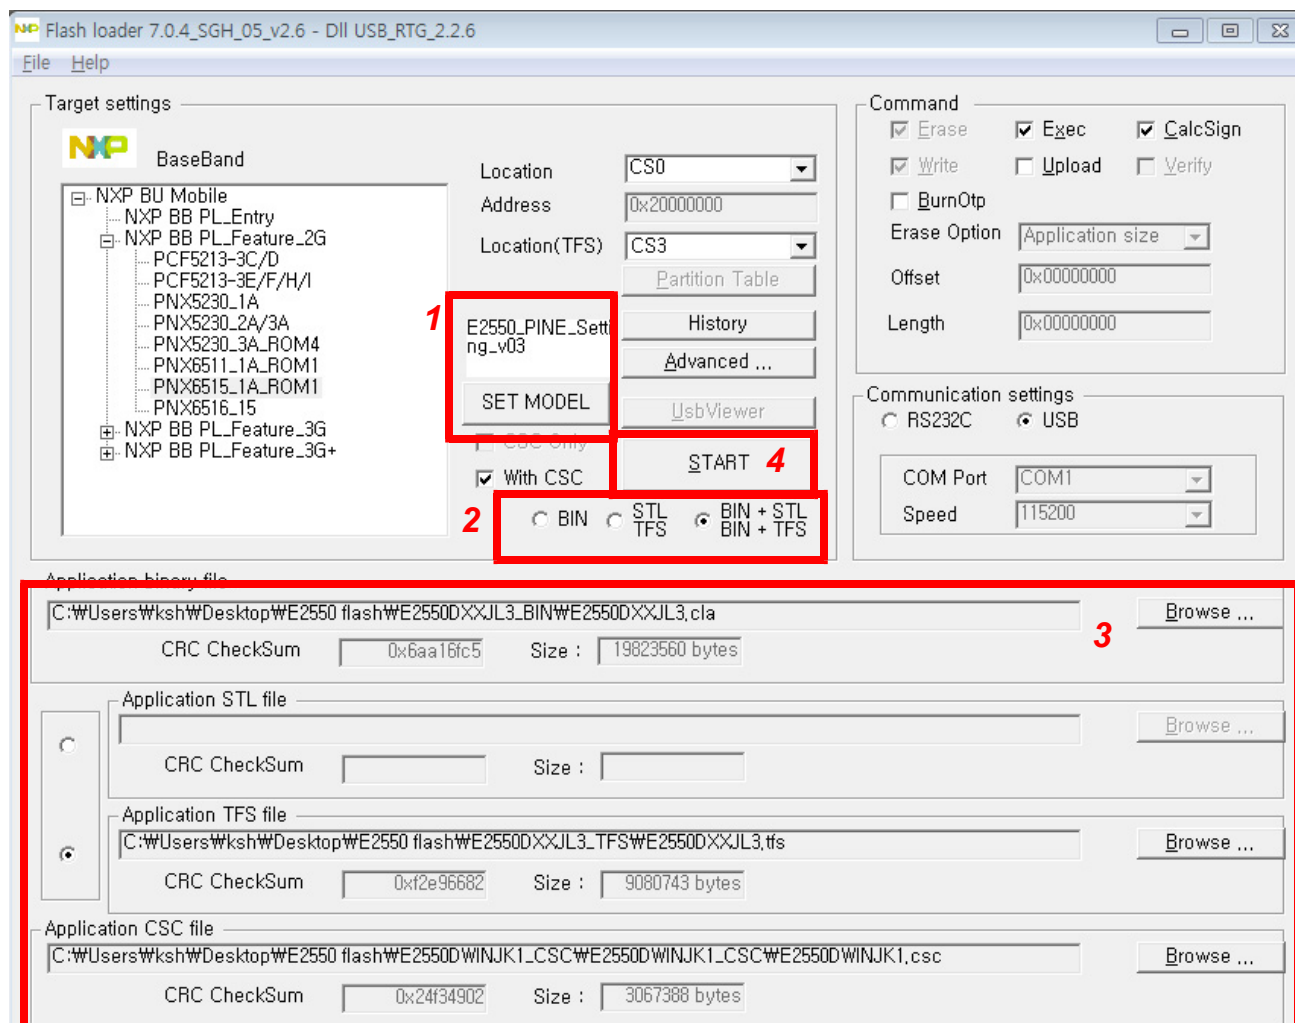 Flash loader 7.0.4_SGH_05_v2.6 - Dll USB_RTG_2.2.6
File Help
Target settings
NXP
BaseBand
NXP BU Mobile
NXP BB PL_Entry
NXP BB PL_Feature_2G
PCF5213-3C/D
PCF5213-3E/F/H/I
PNX5230_1A
PNX5230_2A/3A
PNX5230_3A_ROM4
PNX6511_1A_ROM1
PNX6515_1A_ROM1
PNX6516_15
NXP BB PL_Feature_3G
NXP BB PL_Feature_3G+
Location CS0
Address 0x20000000
Location(TFS) CS3
Partition Table
1
E2550_PINE_Setti
ng_v03
SET MODEL
History
Advanced ...
UsbViewer
CSC Only
With CSC
START 4
2
BIN
STL
TFS
BIN + STL
BIN + TFS
Command
Erase Exec CalcSign
Write Upload Verify
BurnOtp
Erase Option Application size
Offset 0x00000000
Length 0x00000000
Communication settings
RS232C USB
COM Port COM1
Speed 115200
Application binary file
C:₩Users₩ksh₩Desktop₩E2550 flash₩E2550DXXJL3_BIN₩E2550DXXJL3.cla
Browse ...
CRC CheckSum 0x6aa16fc5 Size : 19823560 bytes
3
Application STL file
Browse ...
CRC CheckSum Size :
Application TFS file
C:₩Users₩ksh₩Desktop₩E2550 flash₩E2550DXXJL3_TFS₩E2550DXXJL3.tfs
Browse ...
CRC CheckSum 0xf2e96682 Size : 9080743 bytes
Application CSC file
C:₩Users₩ksh₩Desktop₩E2550 flash₩E2550DWINJK1_CSC₩E2550DWINJK1_CSC₩E2550DWINJK1.csc
Browse ...
CRC CheckSum 0x24f34902 Size : 3067388 bytes